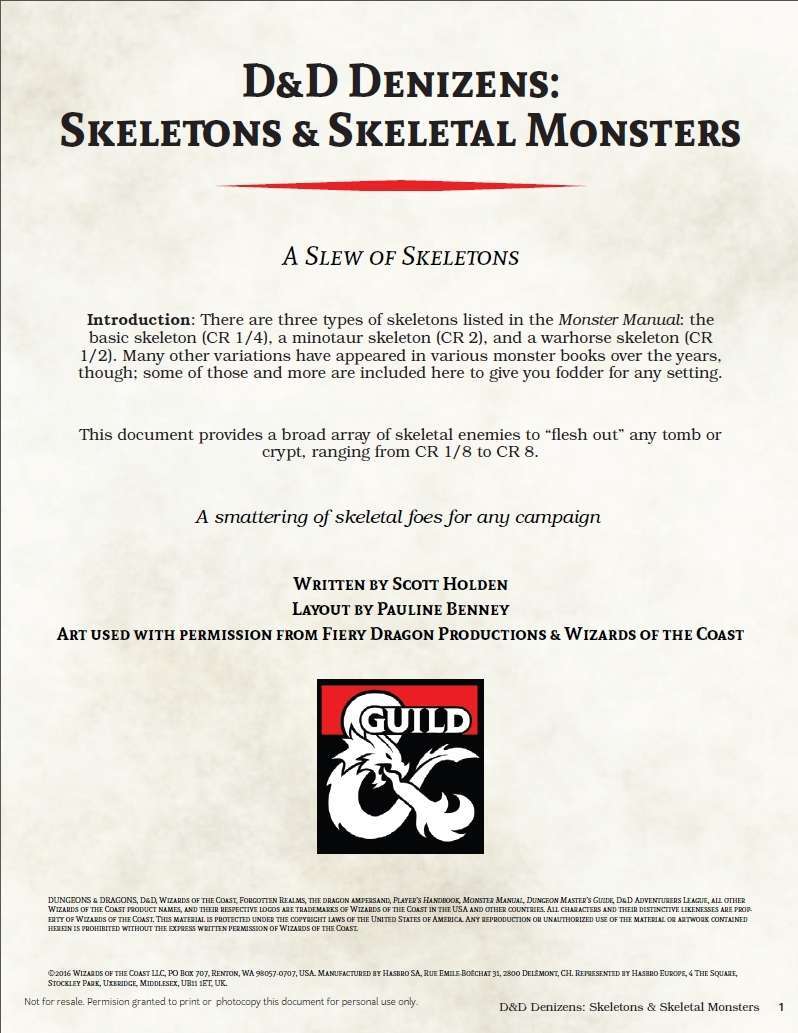 D&D Denizens:
Skeletons & Skeletal Monsters
A Slew of Skeletons
Introduction: There are three types of skeletons listed in the Monster Manual: the
basic skeleton (CR 1/4), a minotaur skeleton (CR 2), and a warhorse skeleton (CR
1/2). Many other variations have appeared in various monster books over the years,
though; some of those and more are included here to give you fodder for any setting.
This document provides a broad array of skeletal enemies to “flesh out” any tomb or
crypt, ranging from CR 1/8 to CR 8.
A smattering of skeletal foes for any campaign
Written by Scott Holden
Layout by Pauline Benney
Art used with permission from Fiery Dragon Productions & Wizards of the Coast
GUILD
DUNGEONS & DRAGONS, D&D, Wizards of the Coast, Forgotten Realms, the dragon ampersand, Player's Handbook, Monster Manual, Dungeon Master's Guide, D&D Adventurers League, all other
Wizards of the Coast product names, and their respective logos are trademarks of Wizards of the Coast in the USA and other countries. All characters and their distinctive likenesses are prop-
erty of Wizards of the Coast. This material is protected under the copyright laws of the United States of America. Any reproduction or unauthorized use of the material or artwork contained
herein is prohibited without the express written permission of Wizards of the Coast.
©2016 Wizards of the Coast LLC, PO Box 707, Renton, WA 98057-0707, USA. Manufactured by Hasbro SA, Rue Emile-Boéchat 31, 2800 Delémont, CH. Represented by Hasbro Europe, 4 The Square,
Stockley Park, Uxbridge, Middlesex, UB11 1ET, UK.
Not for resale. Permision granted to print or photocopy this document for personal use only.
D&D Denizens: Skeletons & Skeletal Monsters 1